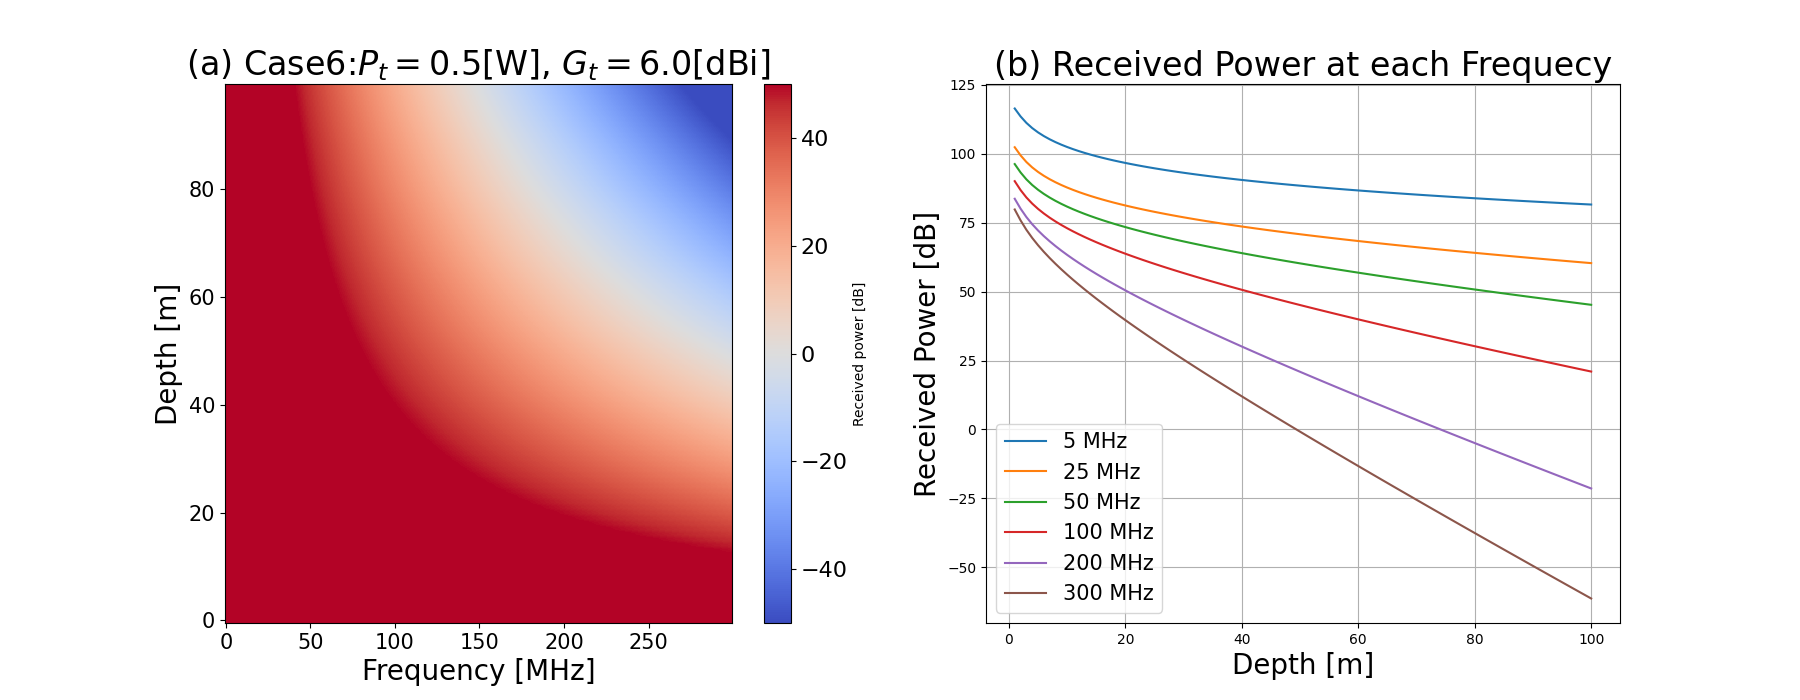 (a) Case6:P_t = 0.5[W], G_t = 6.0[dBi]
Depth [m]
80
60
40
20
0
0 50 100 150 200 250
Frequency [MHz]
40
20
0
−20
−40
Received power [dB]
(b) Received Power at each Frequecy
Received Power [dB]
125
100
75
50
25
0
−25
−50
5 MHz
25 MHz
50 MHz
100 MHz
200 MHz
300 MHz
0 20 40 60 80 100
Depth [m]